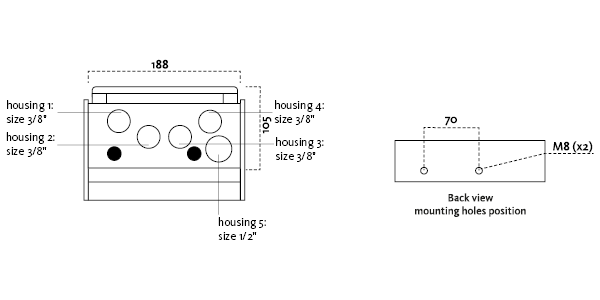 188
housing 1:
size 3/8"
housing 2:
size 3/8"
housing 4:
size 3/8"
105
housing 3:
size 3/8"
housing 5:
size 1/2"
70
M8 (x2)
Back view
mounting holes position